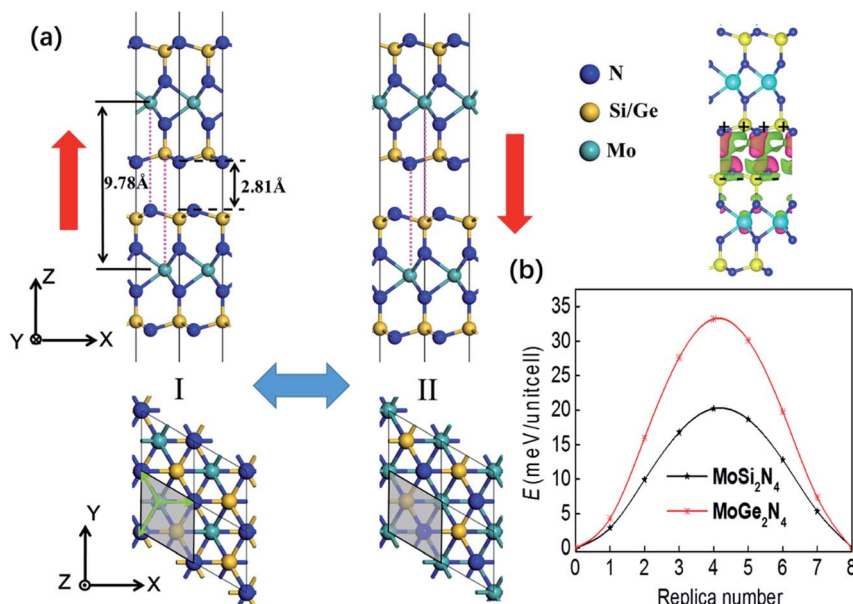 (a)
9.78Å
2.81Å
Z
Y
X
I
II
Y
Z
X
N
Si/Ge
Mo
+ + + +
- - - -
(b)
E (meV/unitcell)
35
30
25
20
15
10
5
0
MoSi₂N₄
MoGe₂N₄
0 1 2 3 4 5 6 7 8
Replica number